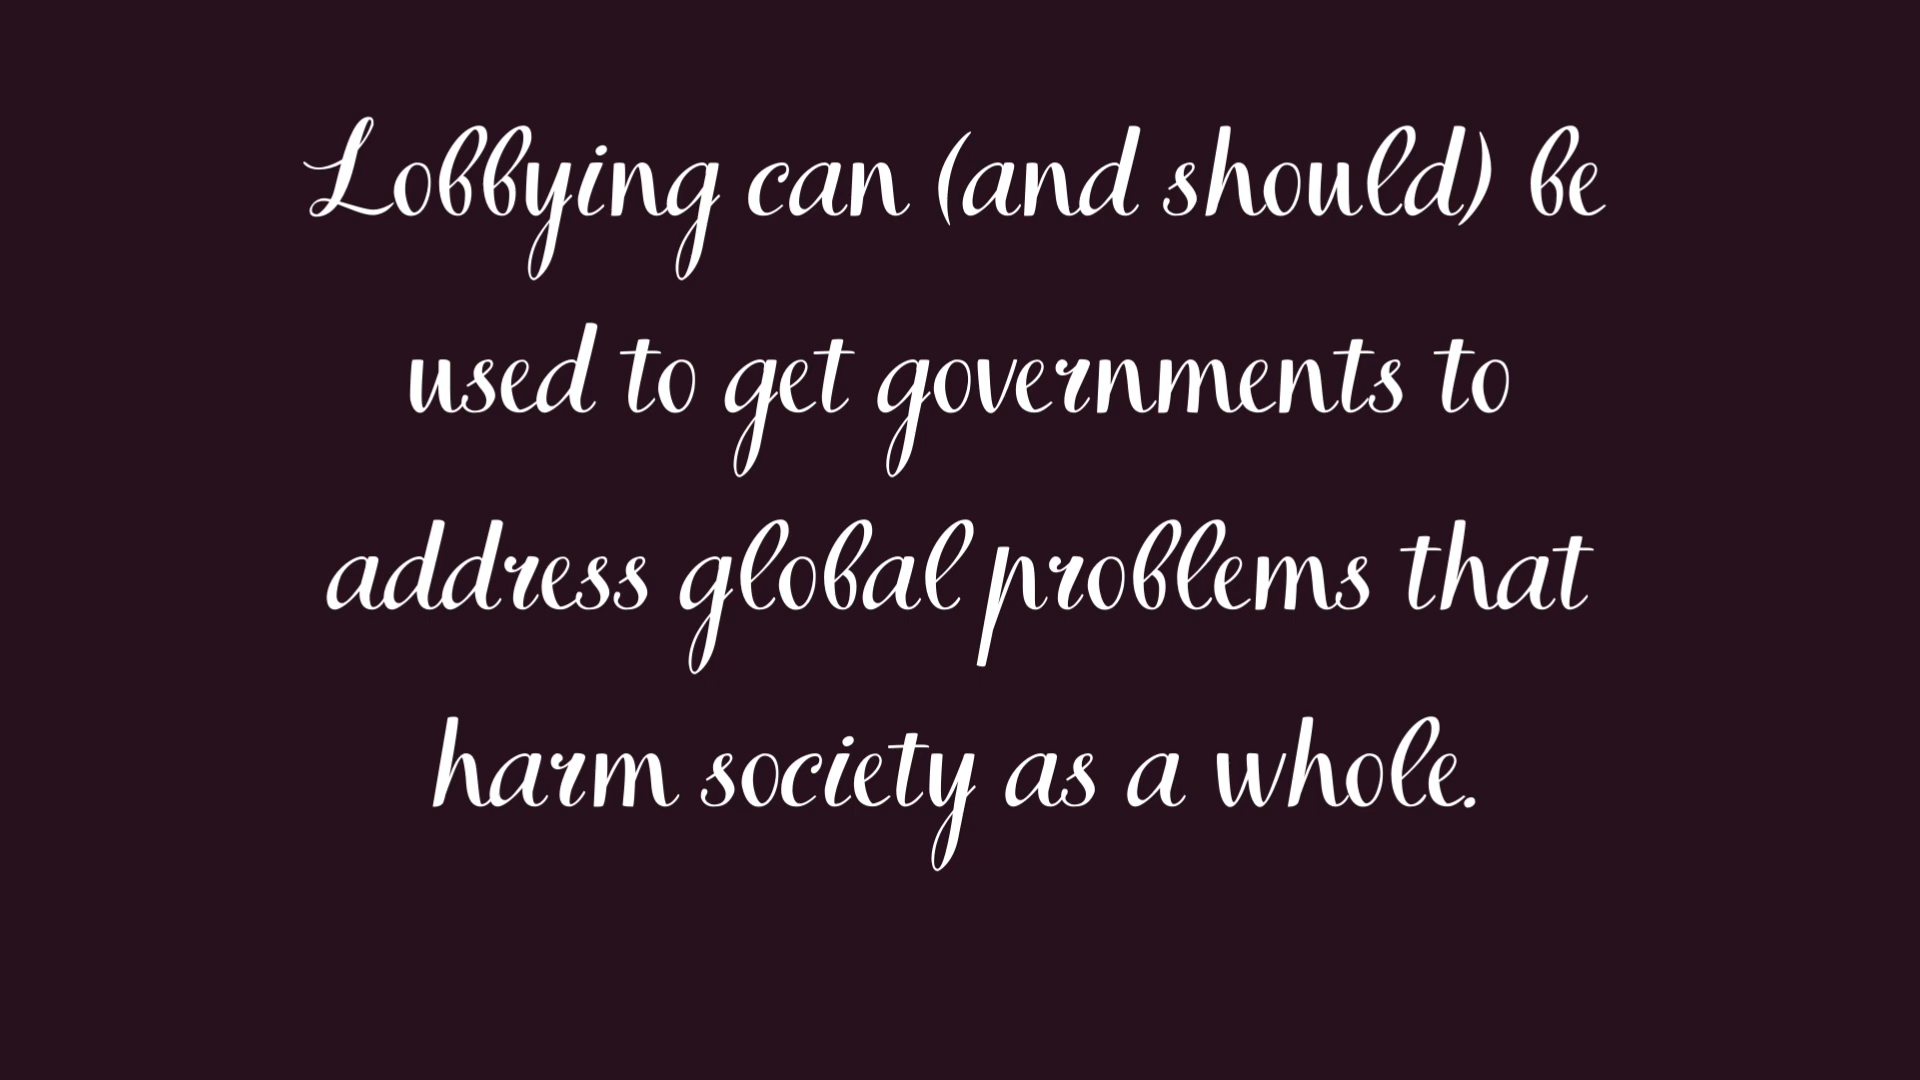 Lobbying can (and should) be
used to get governments to
address global problems that
harm society as a whole.